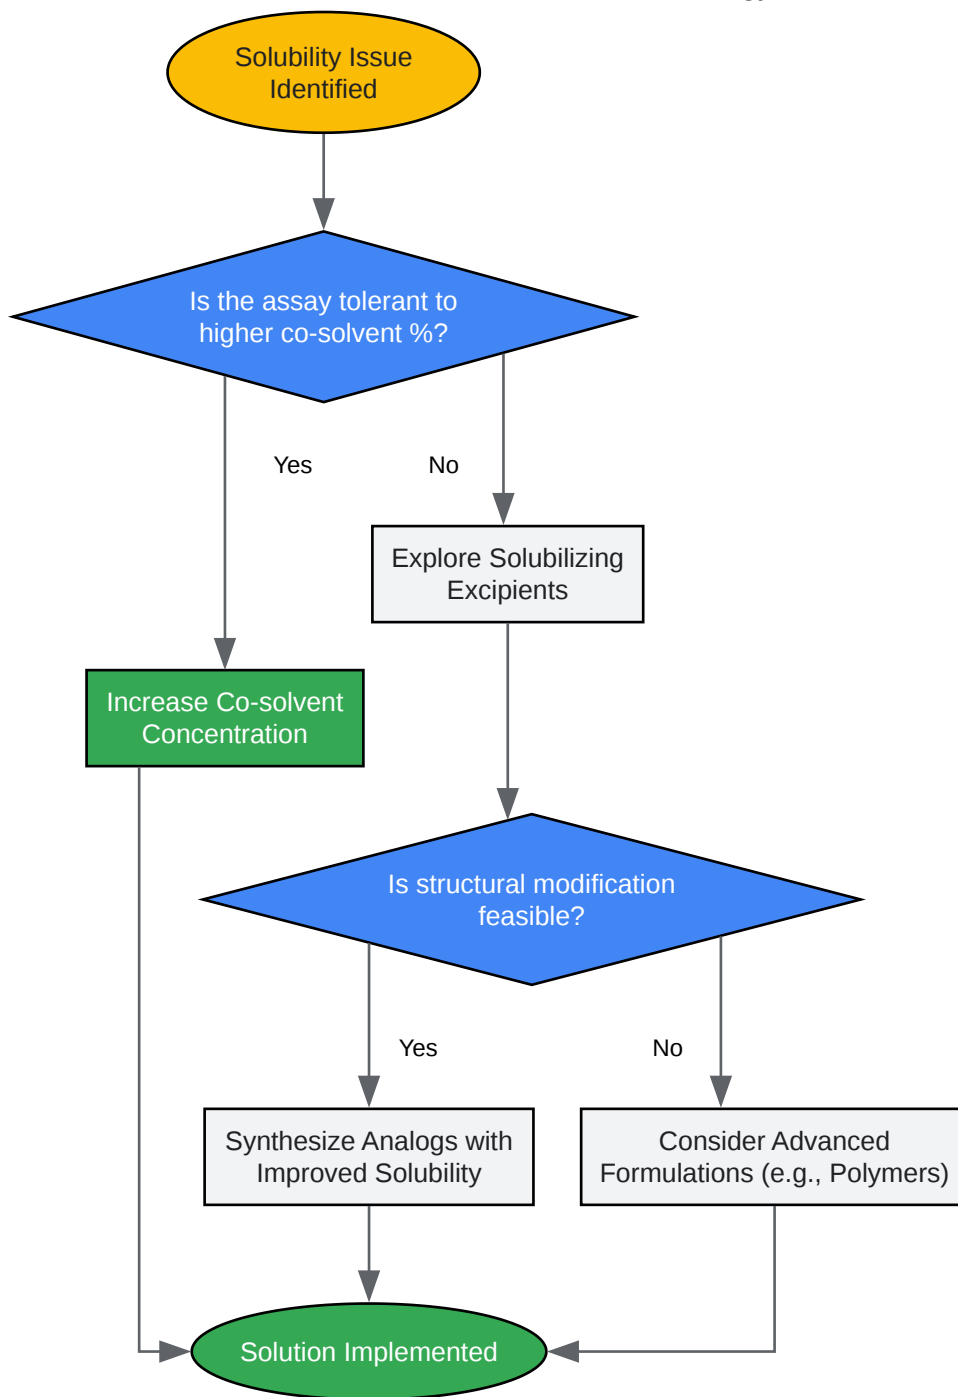 Solubility Issue
Identified
Is the assay tolerant to
higher co-solvent %?
Yes
No
Explore Solubilizing
Excipients
Increase Co-solvent
Concentration
Is structural modification
feasible?
Yes
No
Synthesize Analogs with
Improved Solubility
Consider Advanced
Formulations (e.g., Polymers)
Solution Implemented